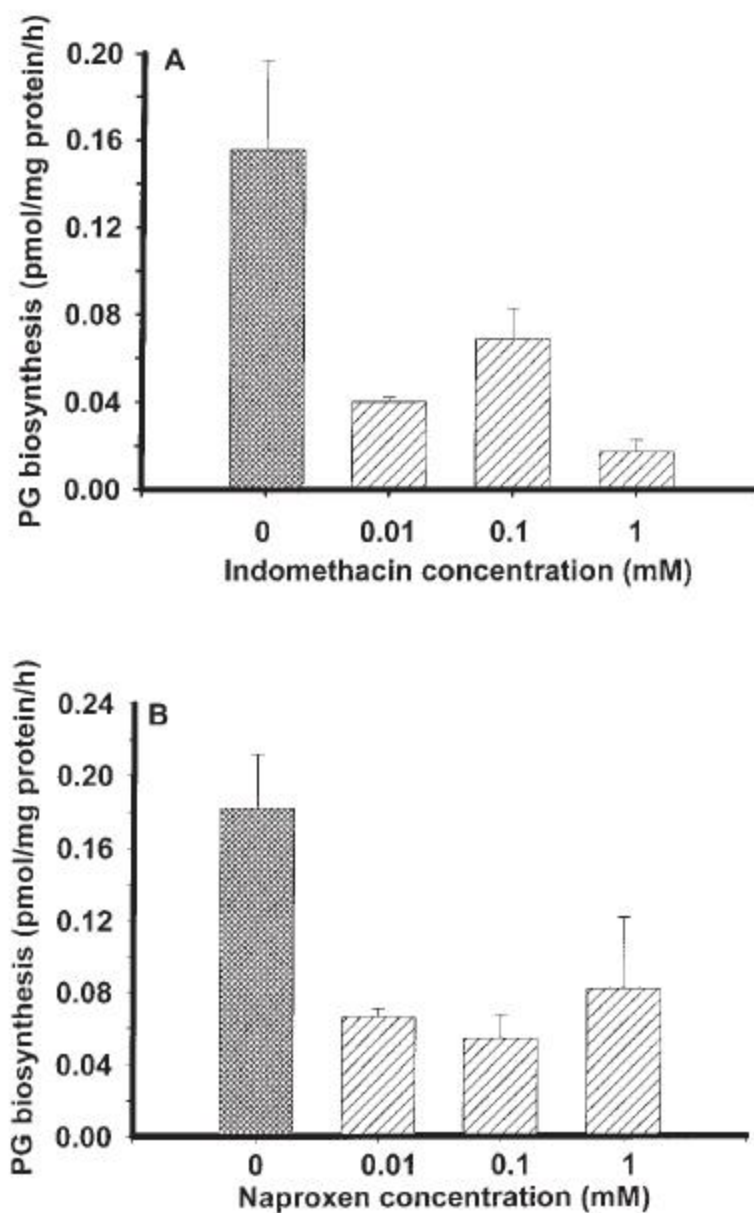 A
PG biosynthesis (pmol/mg protein/h)
0.20
0.16
0.12
0.08
0.04
0.00
0 0.01 0.1 1
Indomethacin concentration (mM)
B
PG biosynthesis (pmol/mg protein/h)
0.24
0.20
0.16
0.12
0.08
0.04
0.00
0 0.01 0.1 1
Naproxen concentration (mM)